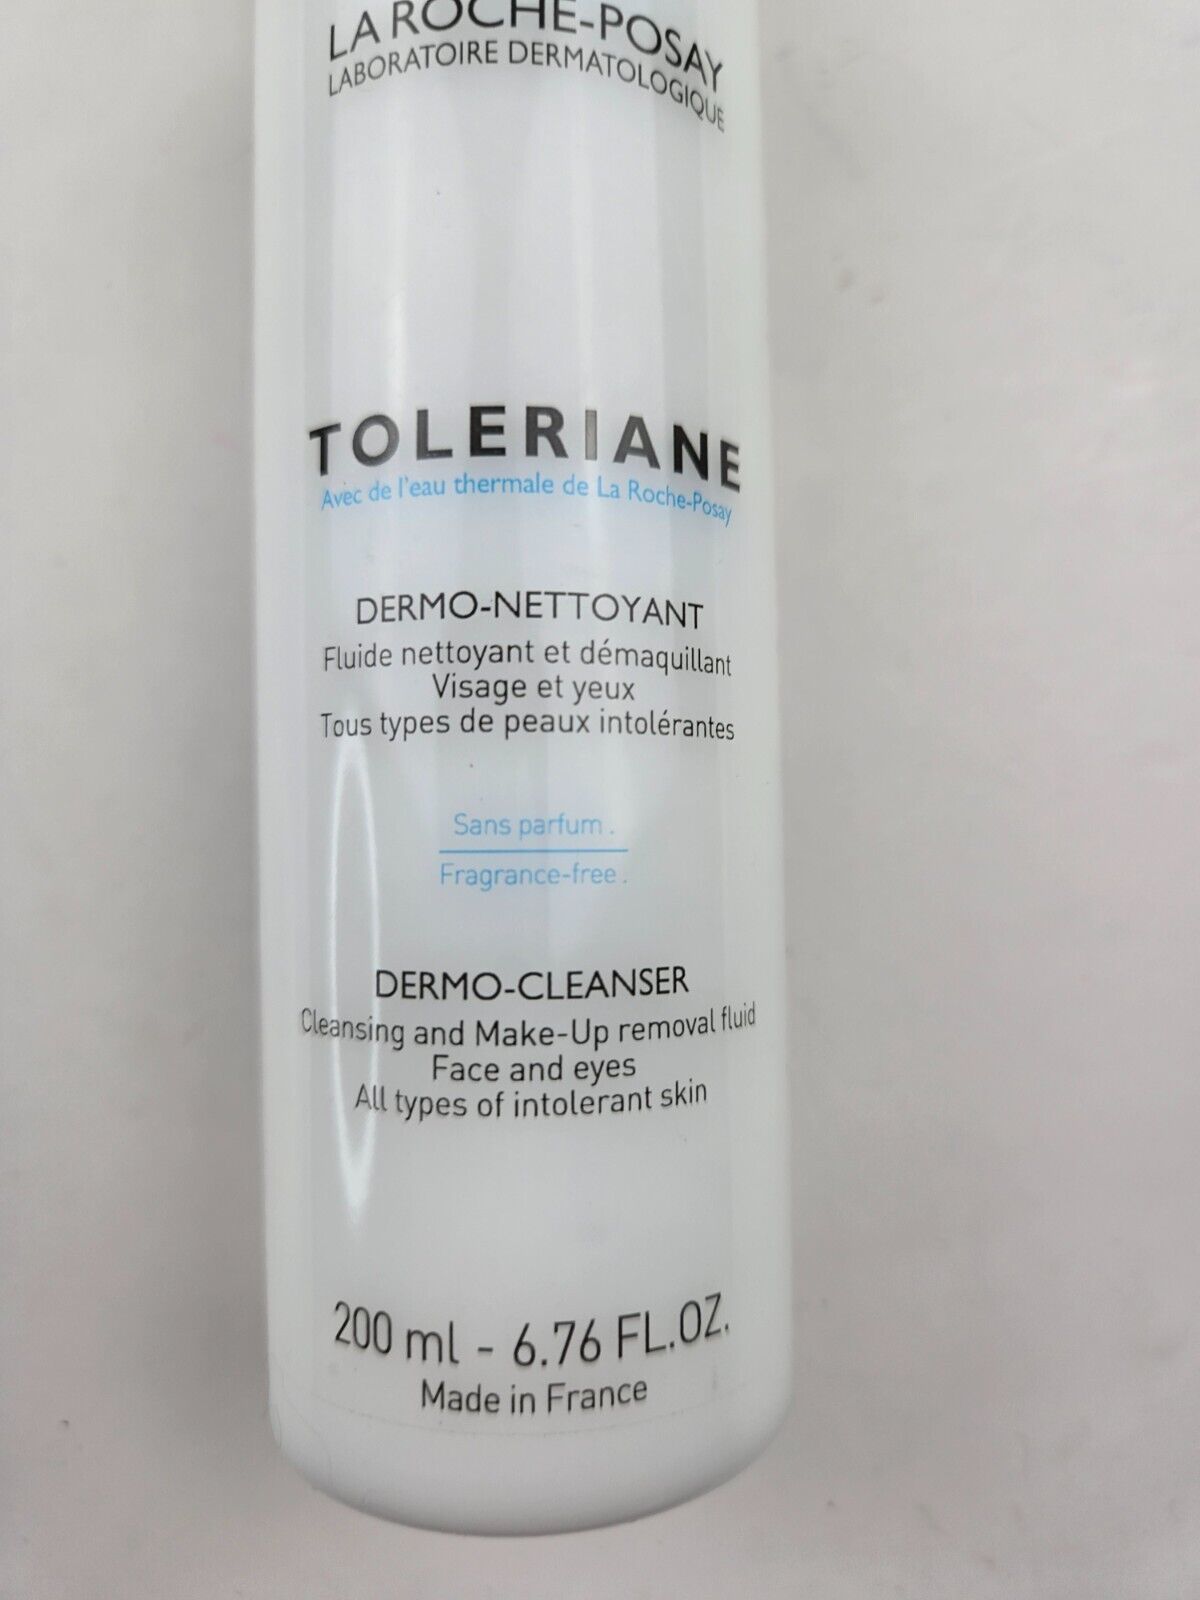 LA ROCHE-POSAY
LABORATOIRE DERMATOLOGIQUE
TOLERIANE
Avec de l'eau thermale de La Roche-Posay
DERMO-NETTOYANT
Fluide nettoyant et démaquillant
Visage et yeux
Tous types de peaux intolérantes
Sans parfum .
Fragrance-free .
DERMO-CLEANSER
Cleansing and Make-Up removal fluid
Face and eyes
All types of intolerant skin
200 ml - 6.76 FL.OZ.
Made in France